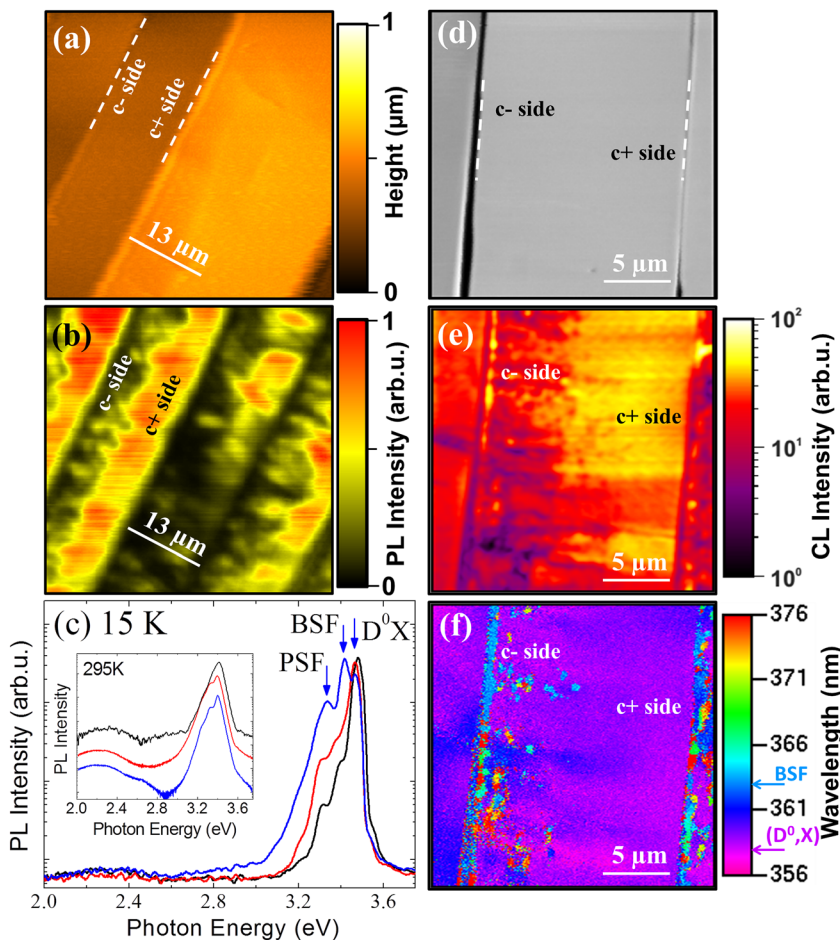 (a)
c- side
c+ side
13 µm
1
Height (µm)
0
(b)
c- side
c+ side
13 µm
1
PL Intensity (arb.u.)
0
(c) 15 K
BSF
D⁰X
PSF
295K
PL Intensity
2.0 2.4 2.8 3.2 3.6
Photon Energy (eV)
PL Intensity (arb.u.)
2.0 2.4 2.8 3.2 3.6
Photon Energy (eV)
(d)
c- side
c+ side
5 µm
(e)
c- side
c+ side
5 µm
10²
10¹
10⁰
CL Intensity (arb.u.)
(f)
c- side
c+ side
5 µm
376
371
366
BSF
361
(D⁰,X)
356
Wavelength (nm)